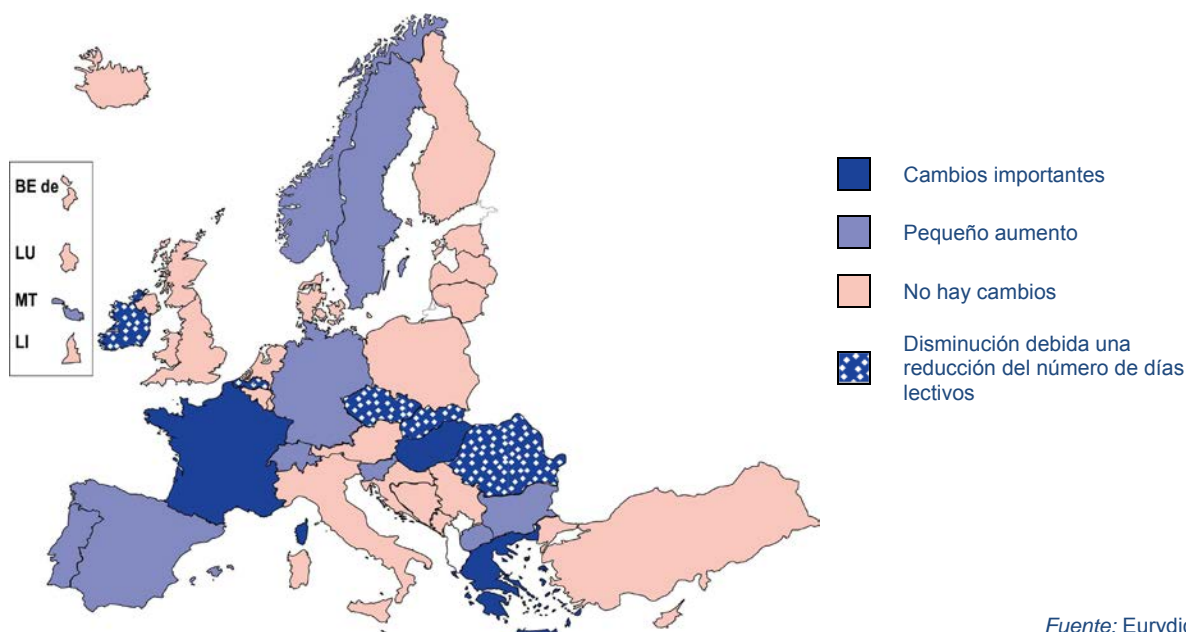 BE de
LU
MT
LI
Cambios importantes
Pequeño aumento
No hay cambios
Disminución debida una
reducción del número de días
lectivos
Fuente: